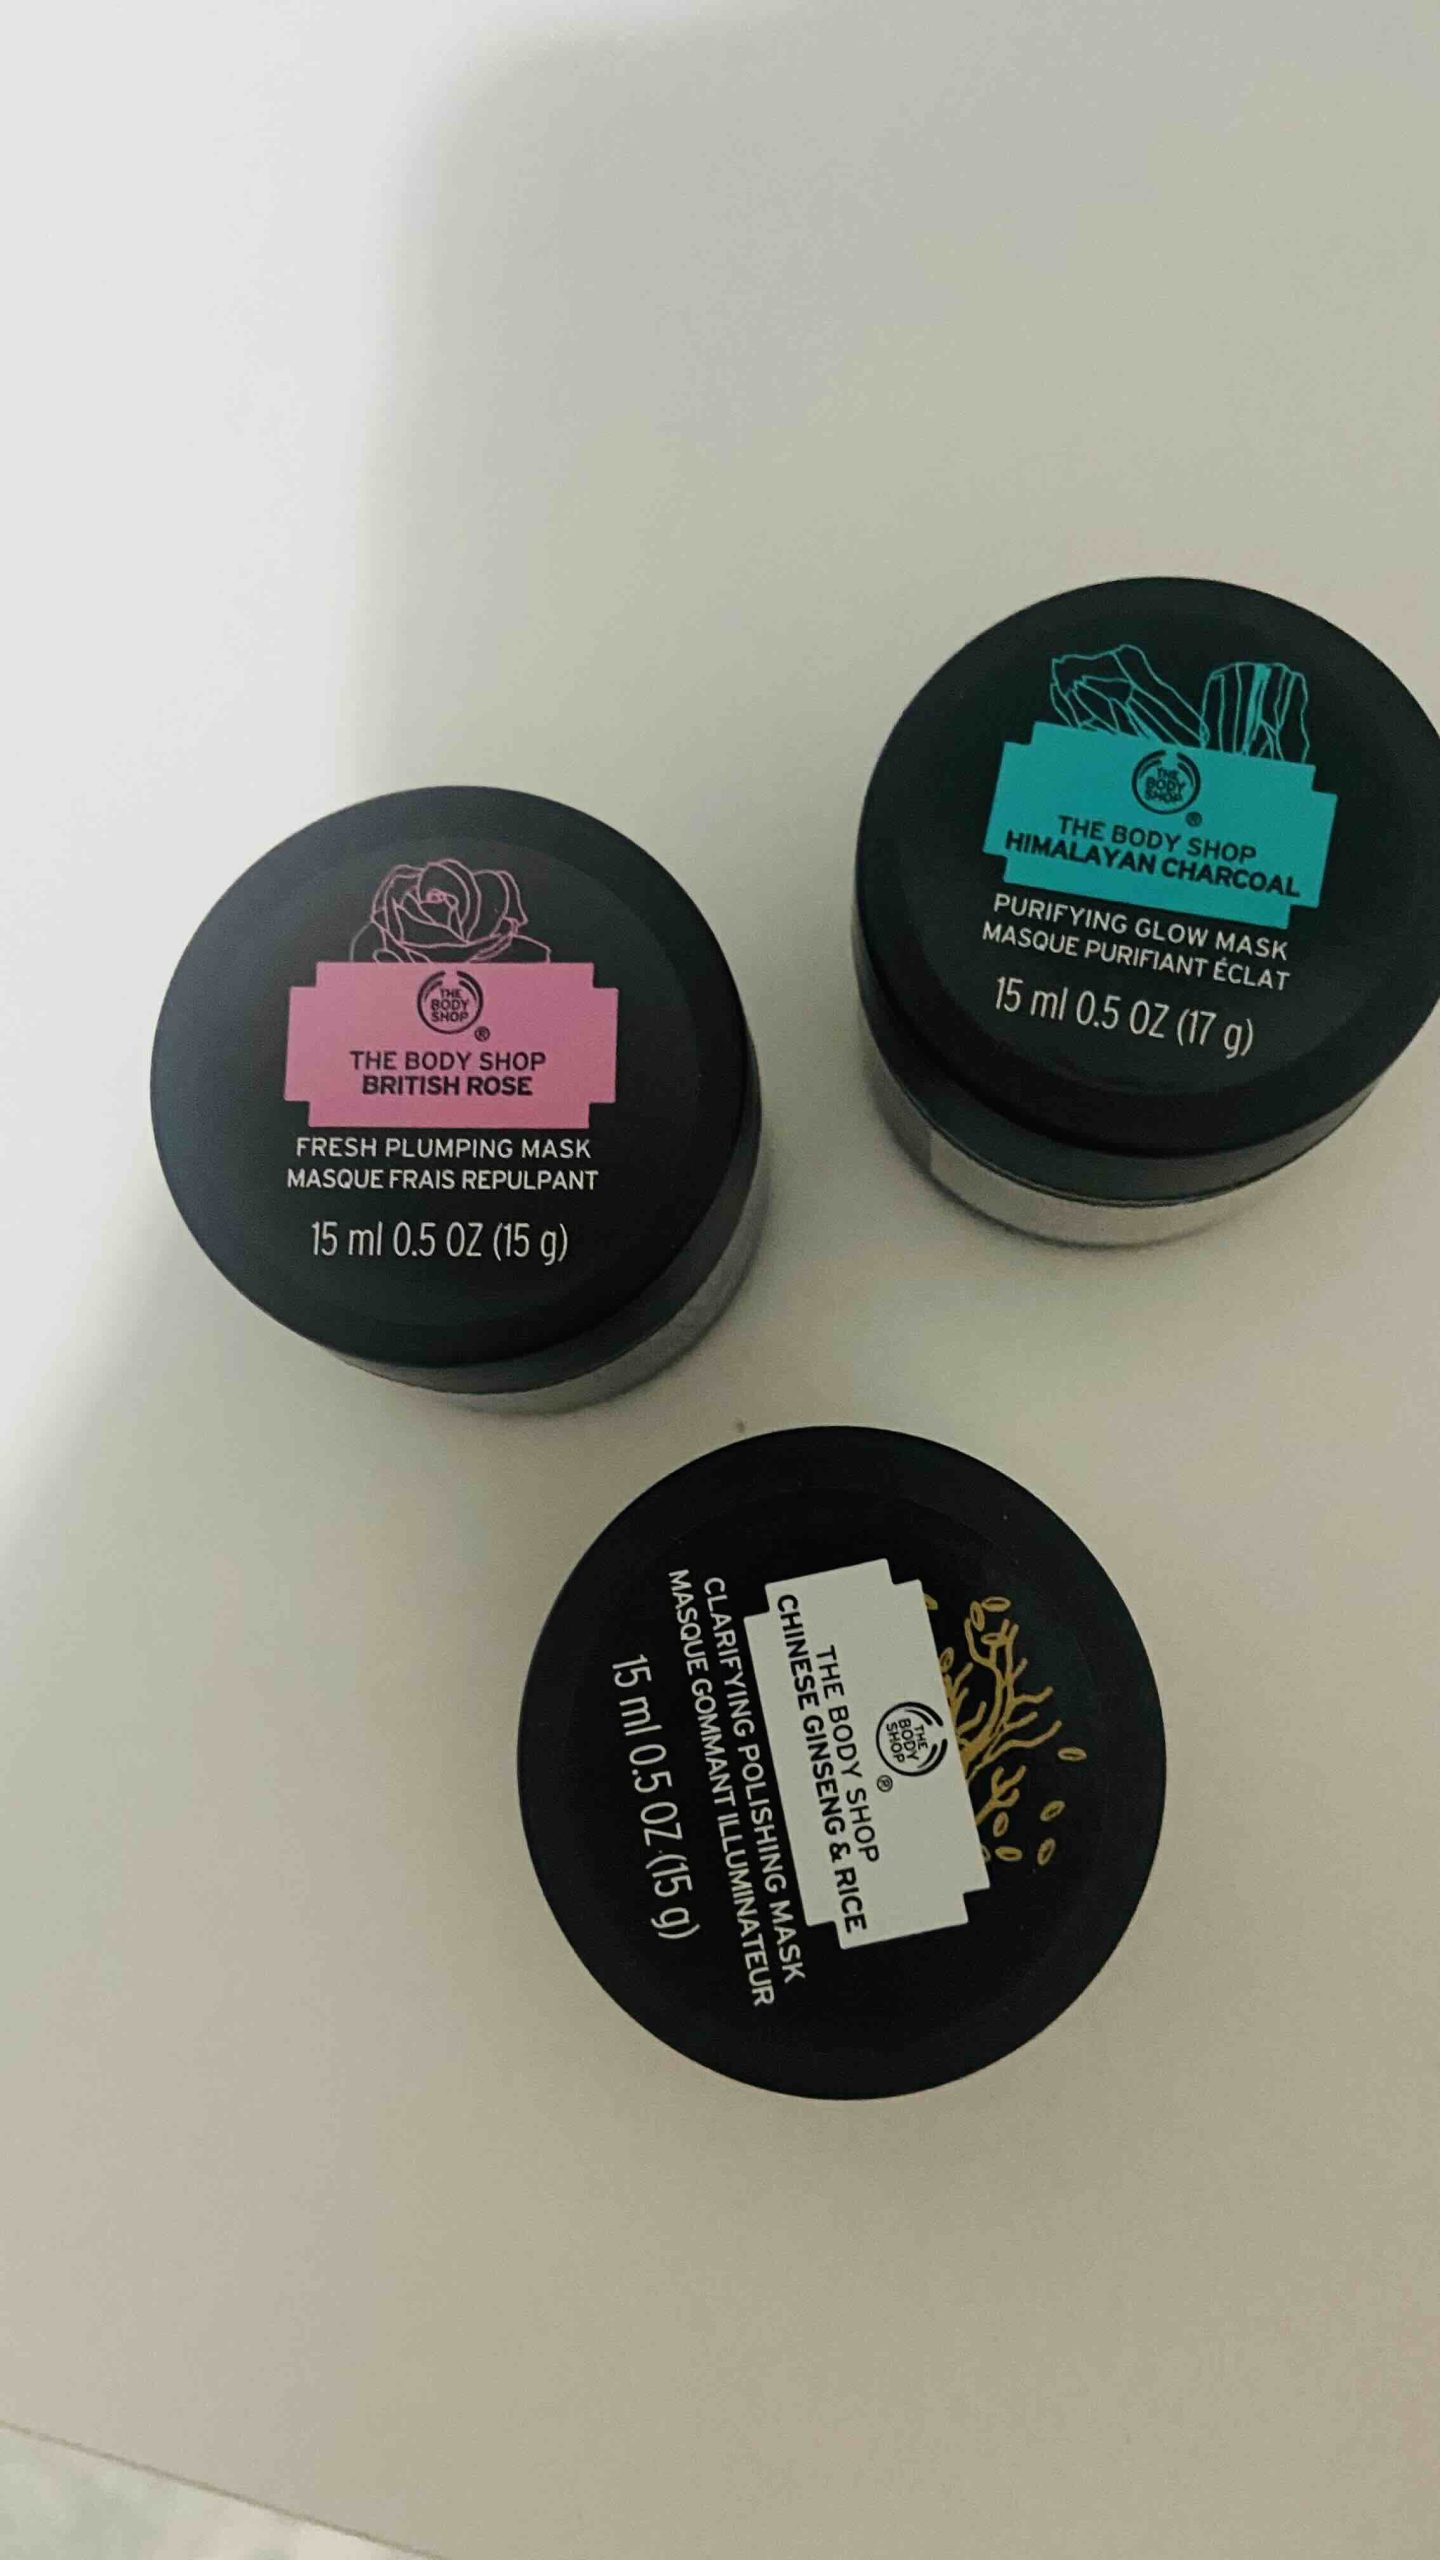 THE
BODY
SHOP
®
THE BODY SHOP
BRITISH ROSE
FRESH PLUMPING MASK
MASQUE FRAIS REPULPANT
15 ml 0.5 OZ (15 g)
THE
BODY
SHOP
®
THE BODY SHOP
HIMALAYAN CHARCOAL
PURIFYING GLOW MASK
MASQUE PURIFIANT ÉCLAT
15 ml 0.5 OZ (17 g)
THE
BODY
SHOP
®
THE BODY SHOP
CHINESE GINSENG & RICE
CLARIFYING POLISHING MASK
MASQUE GOMMANT ILLUMINATEUR
15 ml 0.5 OZ (15 g)